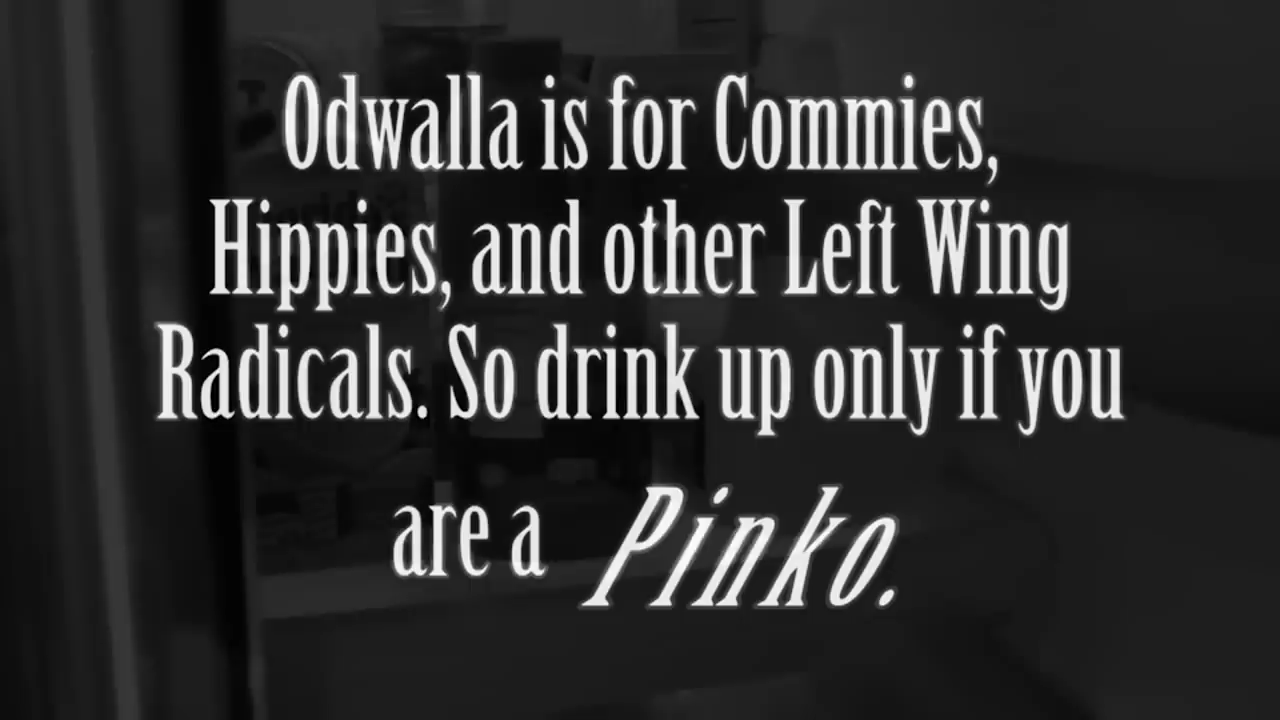 Odwalla is for Commies,
Hippies, and other Left Wing
Radicals. So drink up only if you
are a Pinko.